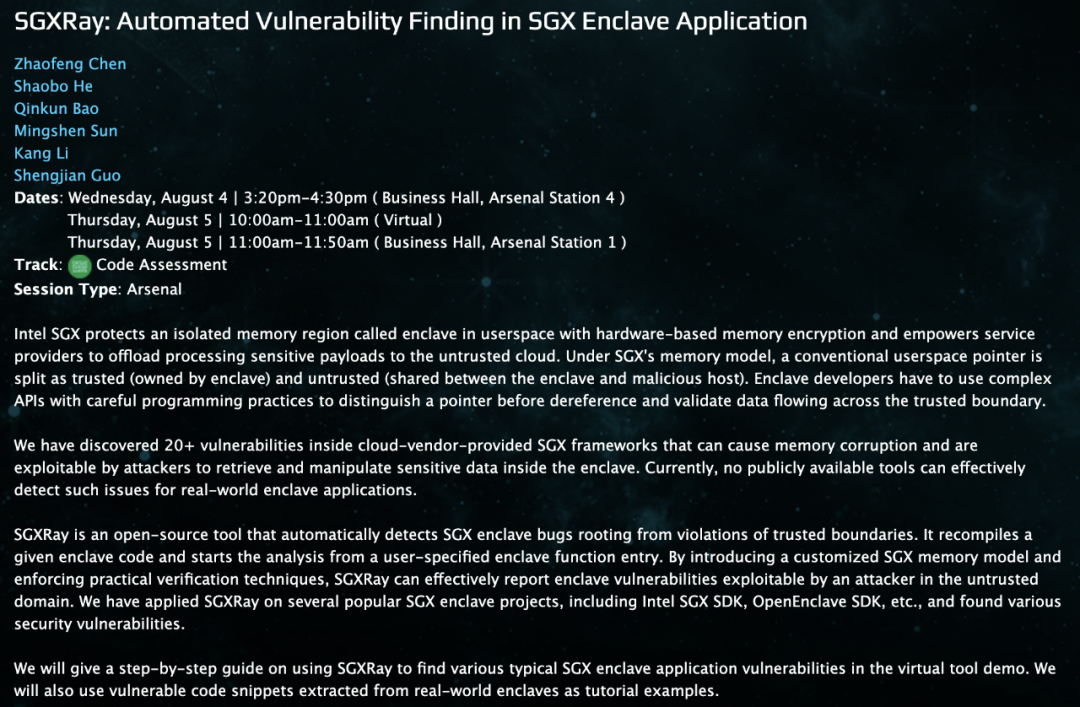 SGXRay: Automated Vulnerability Finding in SGX Enclave Application
Zhaofeng Chen
Shaobo He
Qinkun Bao
Mingshen Sun
Kang Li
Shengjian Guo
Dates: Wednesday, August 4 | 3:20pm-4:30pm ( Business Hall, Arsenal Station 4 )
Thursday, August 5 | 10:00am-11:00am ( Virtual )
Thursday, August 5 | 11:00am-11:50am ( Business Hall, Arsenal Station 1 )
Track: Code Assessment
Session Type: Arsenal
Intel SGX protects an isolated memory region called enclave in userspace with hardware-based memory encryption and empowers service
providers to offload processing sensitive payloads to the untrusted cloud. Under SGX's memory model, a conventional userspace pointer is
split as trusted (owned by enclave) and untrusted (shared between the enclave and malicious host). Enclave developers have to use complex
APIs with careful programming practices to distinguish a pointer before dereference and validate data flowing across the trusted boundary.
We have discovered 20+ vulnerabilities inside cloud-vendor-provided SGX frameworks that can cause memory corruption and are
exploitable by attackers to retrieve and manipulate sensitive data inside the enclave. Currently, no publicly available tools can effectively
detect such issues for real-world enclave applications.
SGXRay is an open-source tool that automatically detects SGX enclave bugs rooting from violations of trusted boundaries. It recompiles a
given enclave code and starts the analysis from a user-specified enclave function entry. By introducing a customized SGX memory model and
enforcing practical verification techniques, SGXRay can effectively report enclave vulnerabilities exploitable by an attacker in the untrusted
domain. We have applied SGXRay on several popular SGX enclave projects, including Intel SGX SDK, OpenEnclave SDK, etc., and found various
security vulnerabilities.
We will give a step-by-step guide on using SGXRay to find various typical SGX enclave application vulnerabilities in the virtual tool demo. We
will also use vulnerable code snippets extracted from real-world enclaves as tutorial examples.